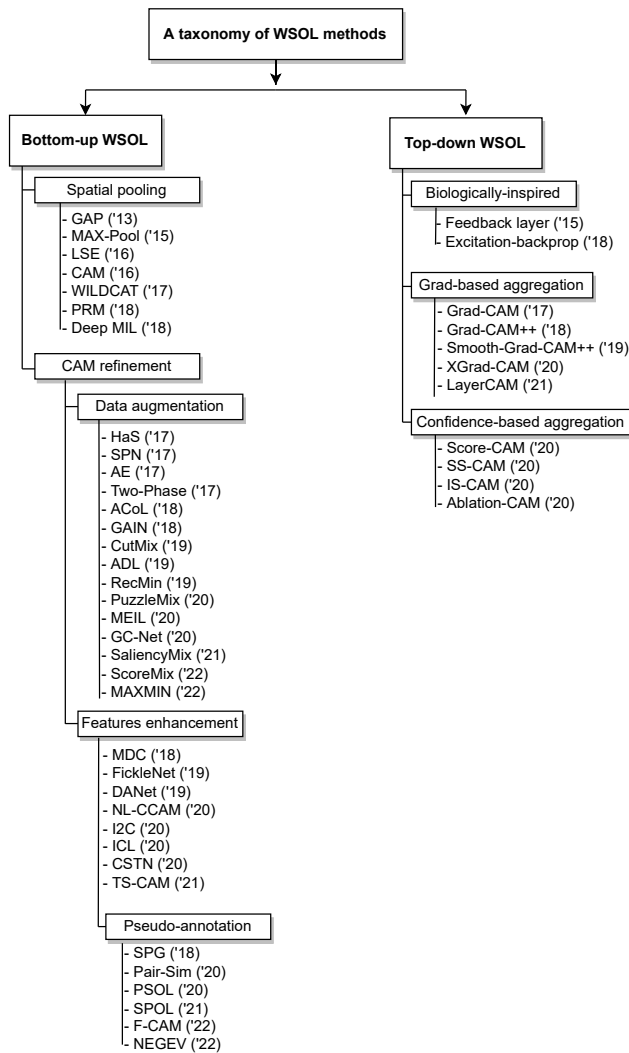 A taxonomy of WSOL methods
Bottom-up WSOL
Spatial pooling
- GAP ('13)
- MAX-Pool ('15)
- LSE ('16)
- CAM ('16)
- WILDCAT ('17)
- PRM ('18)
- Deep MIL ('18)
CAM refinement
Data augmentation
- HaS ('17)
- SPN ('17)
- AE ('17)
- Two-Phase ('17)
- ACoL ('18)
- GAIN ('18)
- CutMix ('19)
- ADL ('19)
- RecMin ('19)
- PuzzleMix ('20)
- MEIL ('20)
- GC-Net ('20)
- SaliencyMix ('21)
- ScoreMix ('22)
- MAXMIN ('22)
Features enhancement
- MDC ('18)
- FickleNet ('19)
- DANet ('19)
- NL-CCAM ('20)
- I2C ('20)
- ICL ('20)
- CSTN ('20)
- TS-CAM ('21)
Pseudo-annotation
- SPG ('18)
- Pair-Sim ('20)
- PSOL ('20)
- SPOL ('21)
- F-CAM ('22)
- NEGEV ('22)
Top-down WSOL
Biologically-inspired
- Feedback layer ('15)
- Excitation-backprop ('18)
Grad-based aggregation
- Grad-CAM ('17)
- Grad-CAM++ ('18)
- Smooth-Grad-CAM++ ('19)
- XGrad-CAM ('20)
- LayerCAM ('21)
Confidence-based aggregation
- Score-CAM ('20)
- SS-CAM ('20)
- IS-CAM ('20)
- Ablation-CAM ('20)